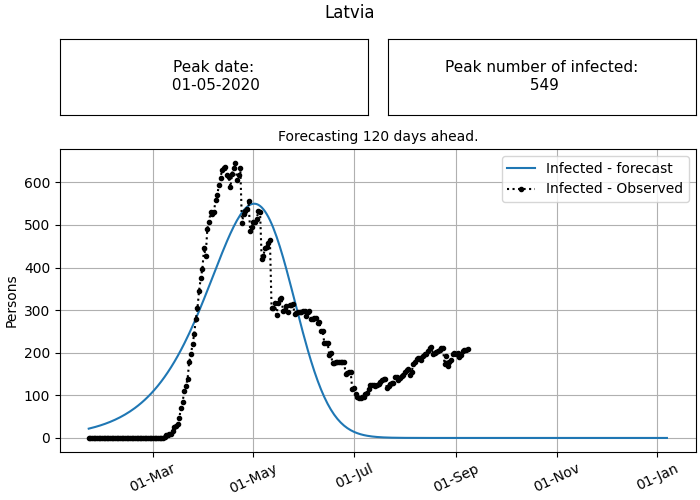 Latvia
Peak date:
01-05-2020
Peak number of infected:
549
Forecasting 120 days ahead.
Infected - forecast
Infected - Observed
Persons
600
500
400
300
200
100
0
01-Mar
01-May
01-Jul
01-Sep
01-Nov
01-Jan